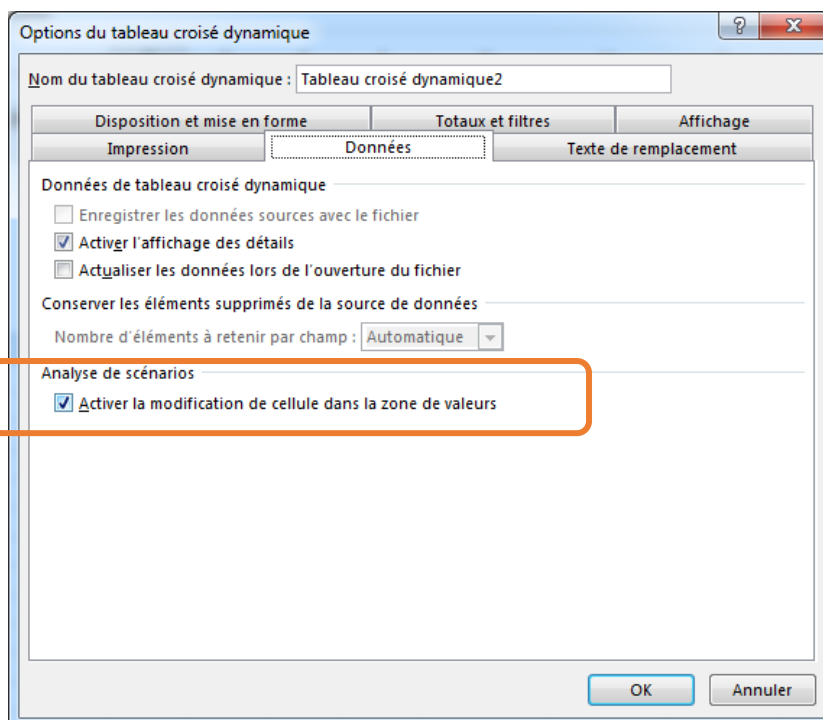 Options du tableau croisé dynamique
Nom du tableau croisé dynamique : Tableau croisé dynamique2
Disposition et mise en forme Totaux et filtres Affichage
Impression Données Texte de remplacement
Données de tableau croisé dynamique
Enregistrer les données sources avec le fichier
Activer l'affichage des détails
Actualiser les données lors de l'ouverture du fichier
Conserver les éléments supprimés de la source de données
Nombre d'éléments à retenir par champ : Automatique
Analyse de scénarios
Activer la modification de cellule dans la zone de valeurs
OK Annuler